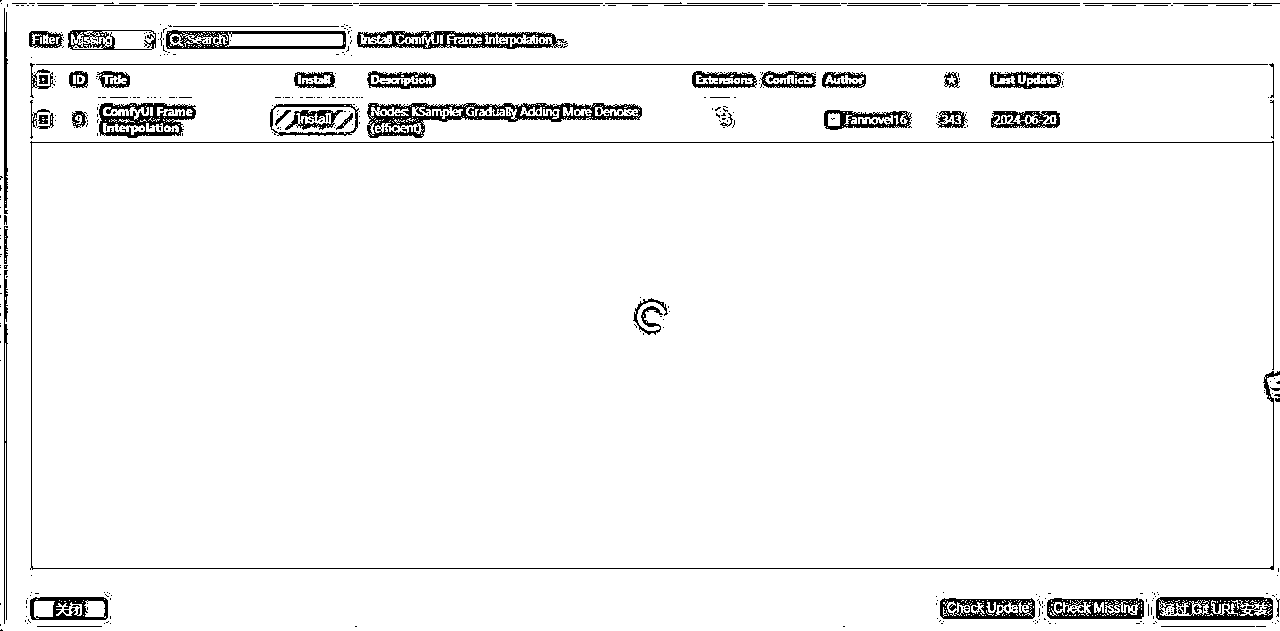 Filter Missing Search Install ComfyUI Frame Interpolation ...
ID Title Install Description Extensions Conflicts Author Last Update
9 ComfyUI Frame Interpolation Install Nodes: KSampler Gradually Adding More Denoise (efficient) 3 Fannovel16 343 2024-06-20
关闭 Check Update Check Missing 通过 Git URL 安装